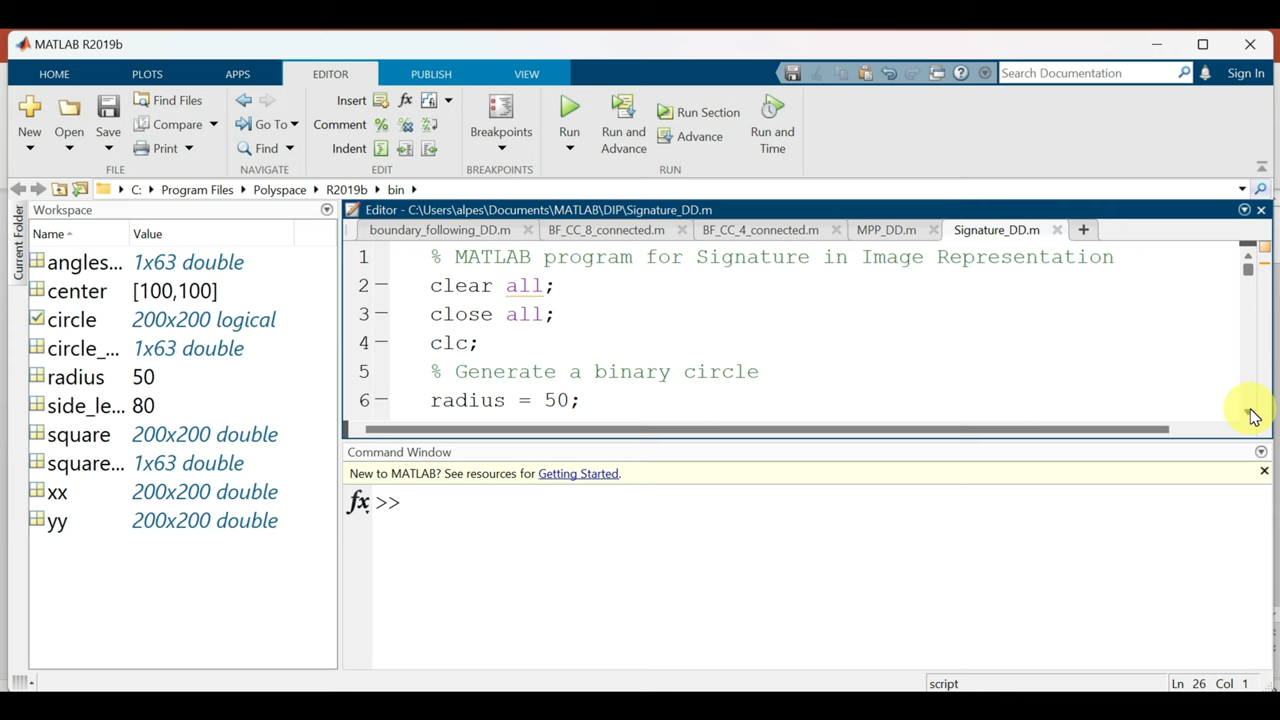 MATLAB R2019b
HOME PLOTS APPS EDITOR PUBLISH VIEW Search Documentation Sign In
New Open Save Find Files Compare Print FILE
Go To Find NAVIGATE
Insert fx Comment % Indent EDIT
Breakpoints BREAKPOINTS
Run Run and Advance Run Section Advance Run and Time RUN
C: Program Files Polyspace R2019b bin
Current Folder
Workspace
Name Value
angles... 1x63 double
center [100,100]
circle 200x200 logical
circle_... 1x63 double
radius 50
side_le... 80
square 200x200 double
square... 1x63 double
xx 200x200 double
yy 200x200 double
Editor - C:\Users\alpes\Documents\MATLAB\DIP\Signature_DD.m
boundary_following_DD.m BF_CC_8_connected.m BF_CC_4_connected.m MPP_DD.m Signature_DD.m
1 % MATLAB program for Signature in Image Representation
2 clear all;
3 close all;
4 clc;
5 % Generate a binary circle
6 radius = 50;
Command Window
New to MATLAB? See resources for Getting Started.
fx >>
script Ln 26 Col 1